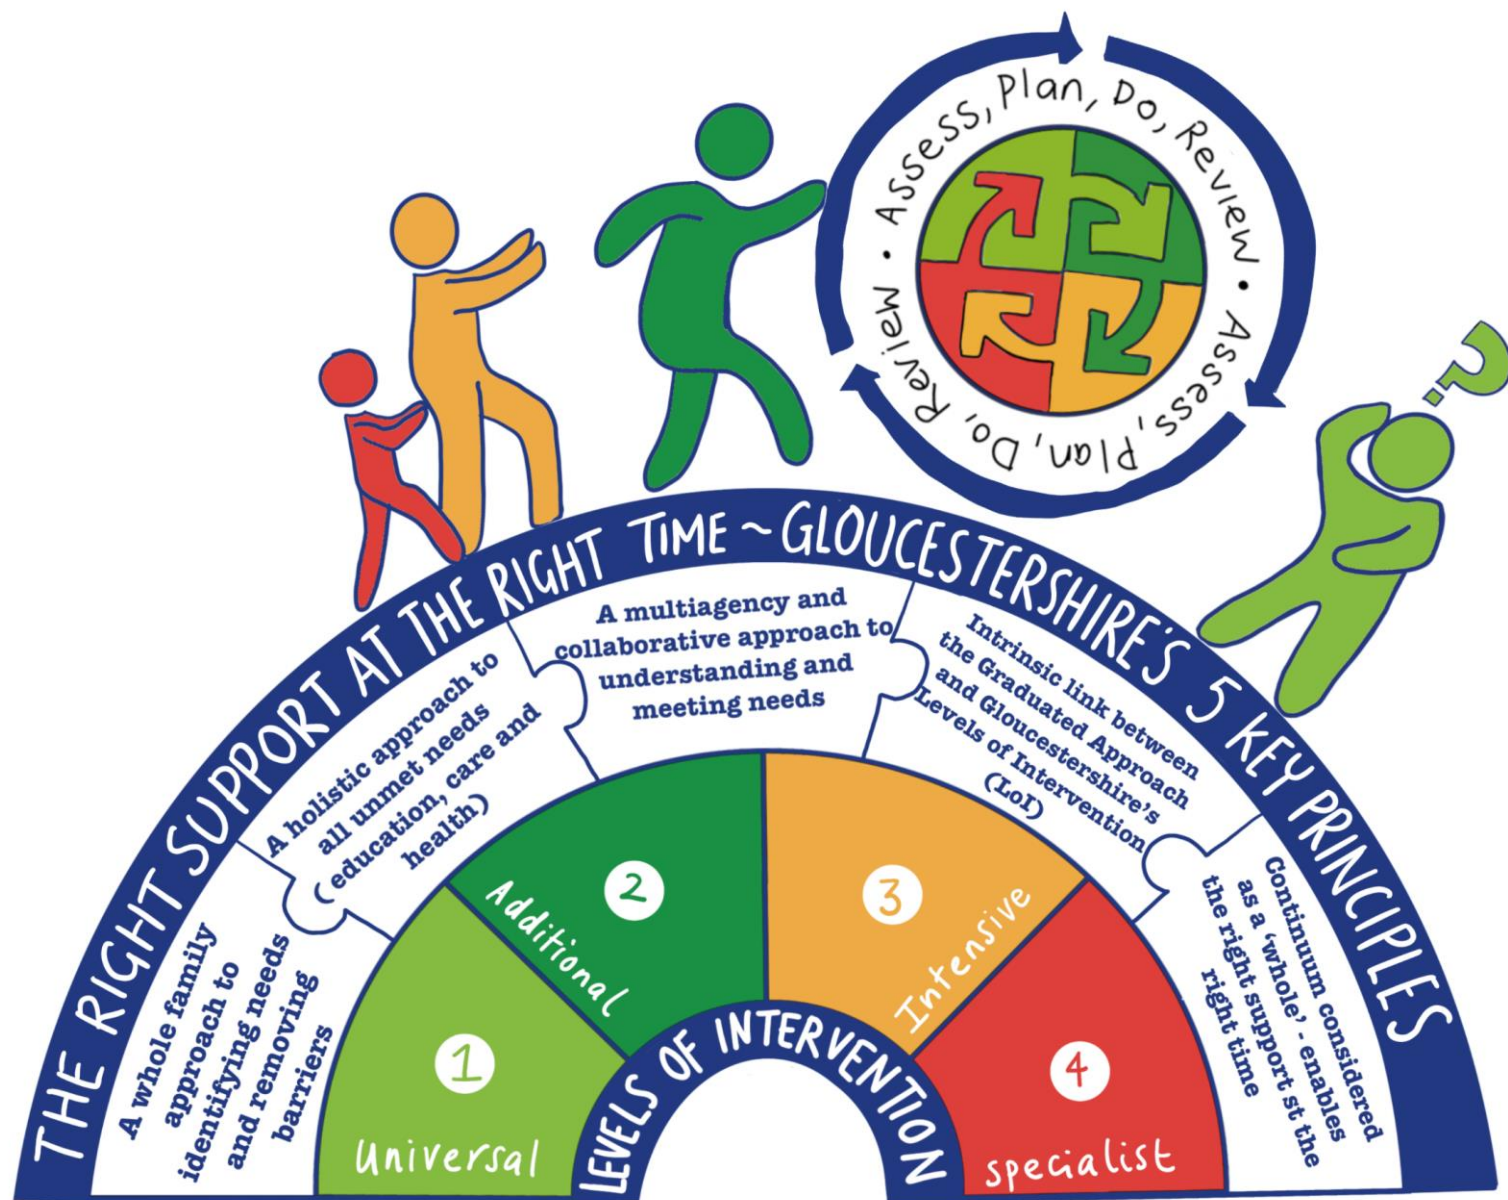 Assess, Plan, Do, Review • Assess, Plan, Do, Review •
?
THE RIGHT SUPPORT AT THE RIGHT TIME ~ GLOUCESTERSHIRE'S 5 KEY PRINCIPLES
A whole family
approach to
identifying needs
and removing
barriers
A holistic approach to
all unmet needs
(education, care and
health)
A multiagency and
collaborative approach to
understanding and
meeting needs
Intrinsic link between
the Graduated Approach
and Gloucestershire's
Levels of Intervention
(LoI)
Continuum considered
as a 'whole' - enables
the right support st the
right time
1
Universal
2
Additional
3
Intensive
4
specialist
LEVELS OF INTERVENTION